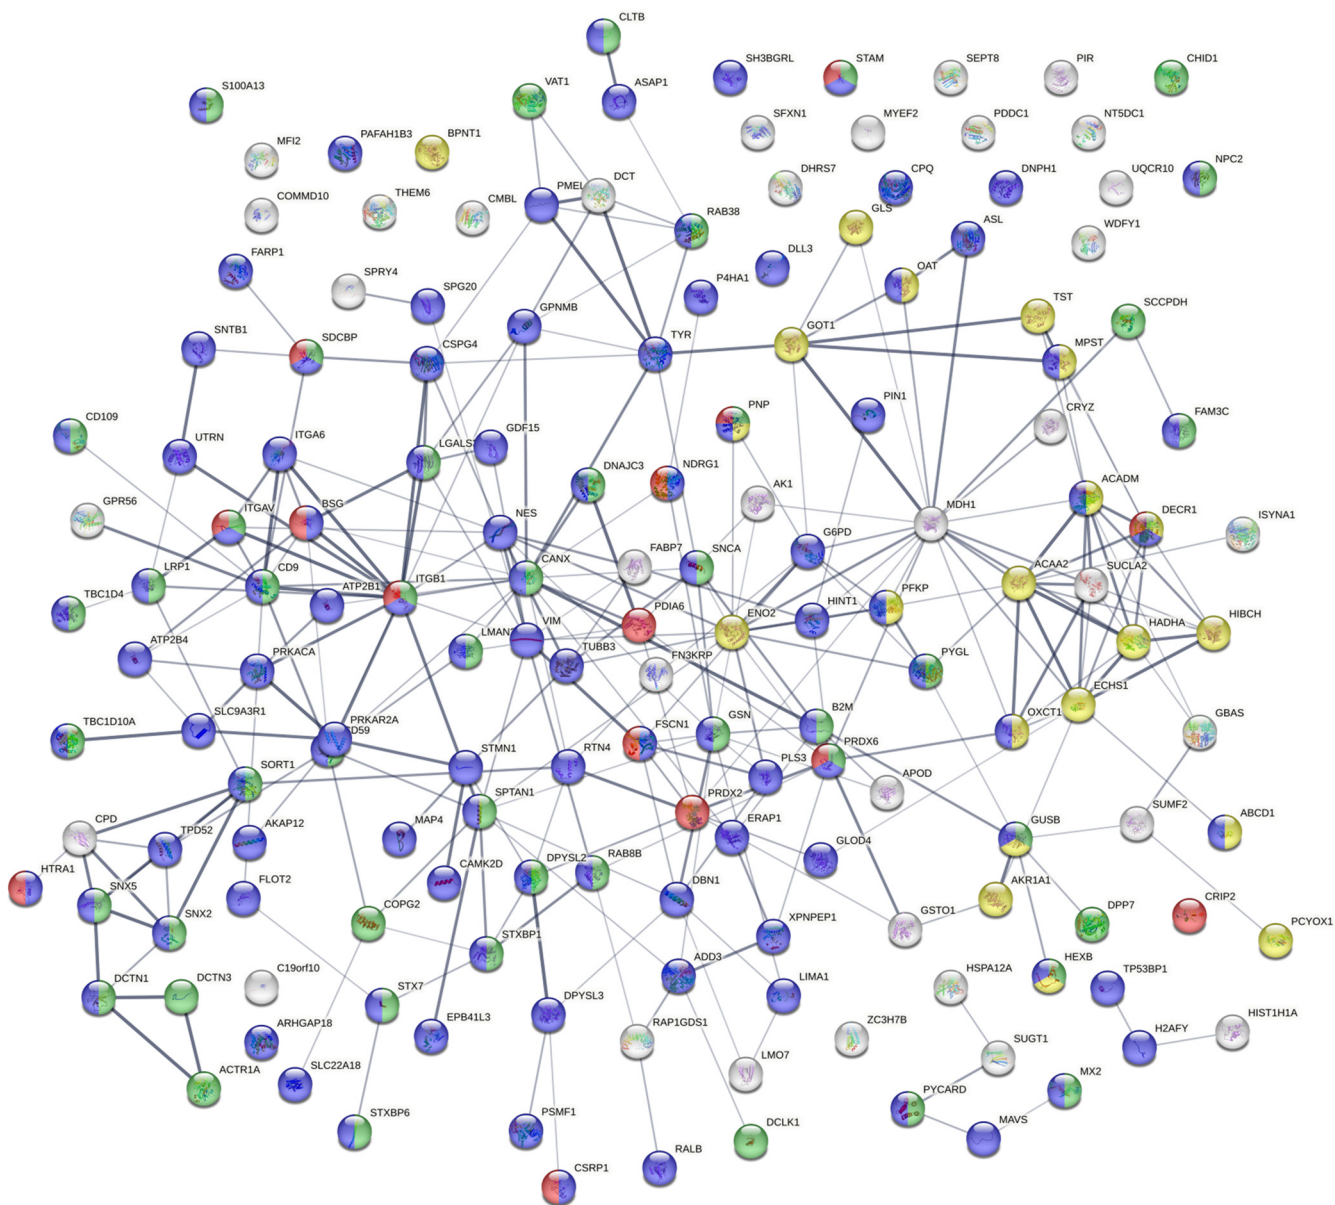 CLTB
SH3BGRL
STAM
SEPT8
PIR
CHID1
S100A13
VAT1
ASAP1
SFXN1
MYEF2
PDDC1
NT5DC1
MFI2
PAFAH1B3
BPNT1
DHRS7
CPQ
DNPH1
UQCR10
NPC2
COMMD10
THEM6
CMBL
PMEL
DCT
RAB38
GLS
ASL
WDFY1
FARP1
SPRY4
SPG20
DLL3
P4HA1
OAT
TST
SCCPDH
SNTB1
SDCBP
CSPG4
GPNMB
TYR
GOT1
MPST
CD109
UTRN
ITGA6
LGALS
GDF15
PNP
PIN1
CRYZ
FAM3C
GPR56
ITGAV
BSG
NES
DNAJC3
NDRG1
AK1
G6PD
MDH1
ACADM
DECR1
ISYNA1
TBC1D4
LRP1
CD9
ATP2B1
ITGB1
CANX
FABP7
SNCA
HINT1
PFKP
ACAA2
SUCLA2
HADHA
HIBCH
ATP2B4
PRKACA
LMAN
VIM
TUBB3
PDIA6
ENO2
FN3KRP
PYGL
ECHS1
TBC1D10A
SLC9A3R1
PRKAR2A
D59
STMN1
RTN4
FSCN1
GSN
B2M
PRDX6
OXCT1
GBAS
CPD
SORT1
TPD52
AKAP12
MAP4
SPTAN1
PRDX2
PLS3
ERAP1
APOD
GLOD4
SUMF2
GUSB
ABCD1
HTRA1
SNX5
SNX2
FLOT2
CAMK2D
COPG2
DPYSL2
RAB8B
DBN1
XPNPEP1
GSTO1
AKR1A1
DPP7
CRIP2
PCYOX1
DCTN1
DCTN3
C19orf10
STXBP1
STX7
ADD3
LIMA1
HSPA12A
HEXB
TP53BP1
ACTR1A
ARHGAP18
SLC22A18
EPB41L3
DPYSL3
RAP1GDS1
LMO7
ZC3H7B
SUGT1
H2AFY
HIST1H1A
STXBP6
PSMF1
CSRP1
RALB
DCLK1
PYCARD
MAVS
MX2